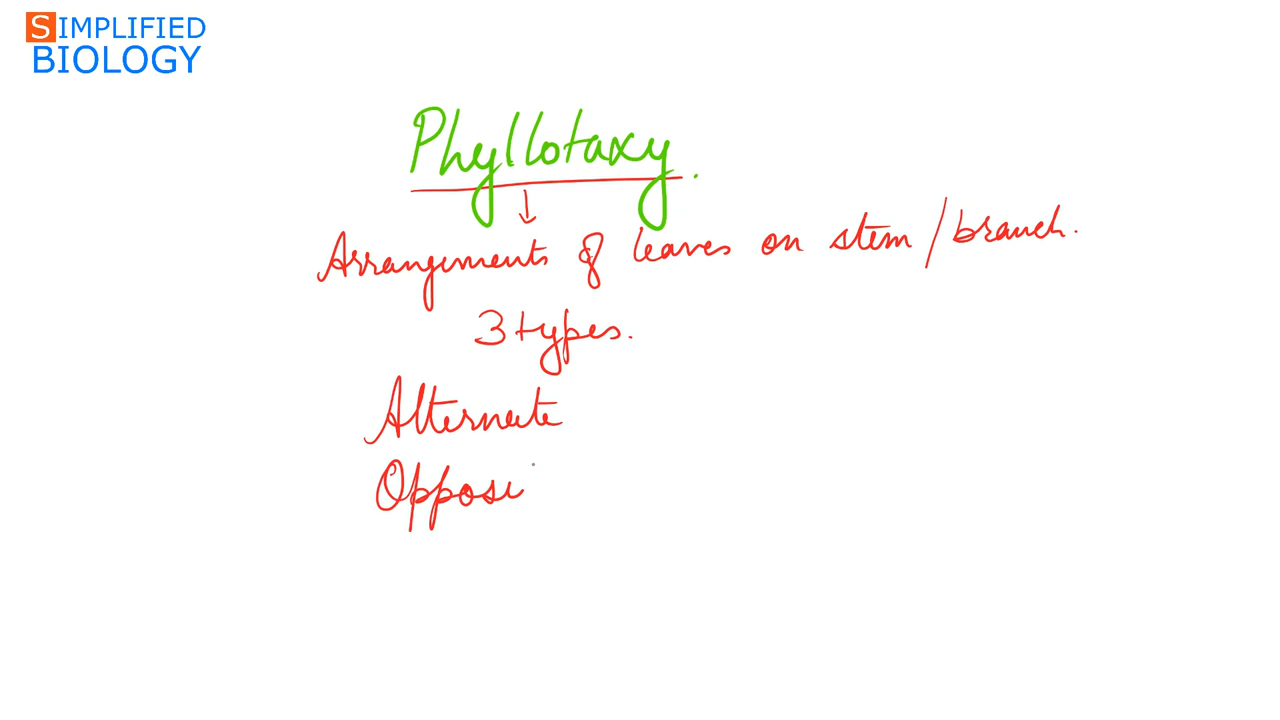 SIMPLIFIED
BIOLOGY
Phyllotaxy.
Arrangements of leaves on stem/branch.
3 types.
Alternate
Opposi